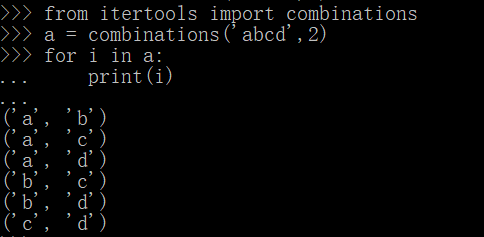 >>> from itertools import combinations
>>> a = combinations('abcd',2)
>>> for i in a:
...     print(i)
...
('a', 'b')
('a', 'c')
('a', 'd')
('b', 'c')
('b', 'd')
('c', 'd')